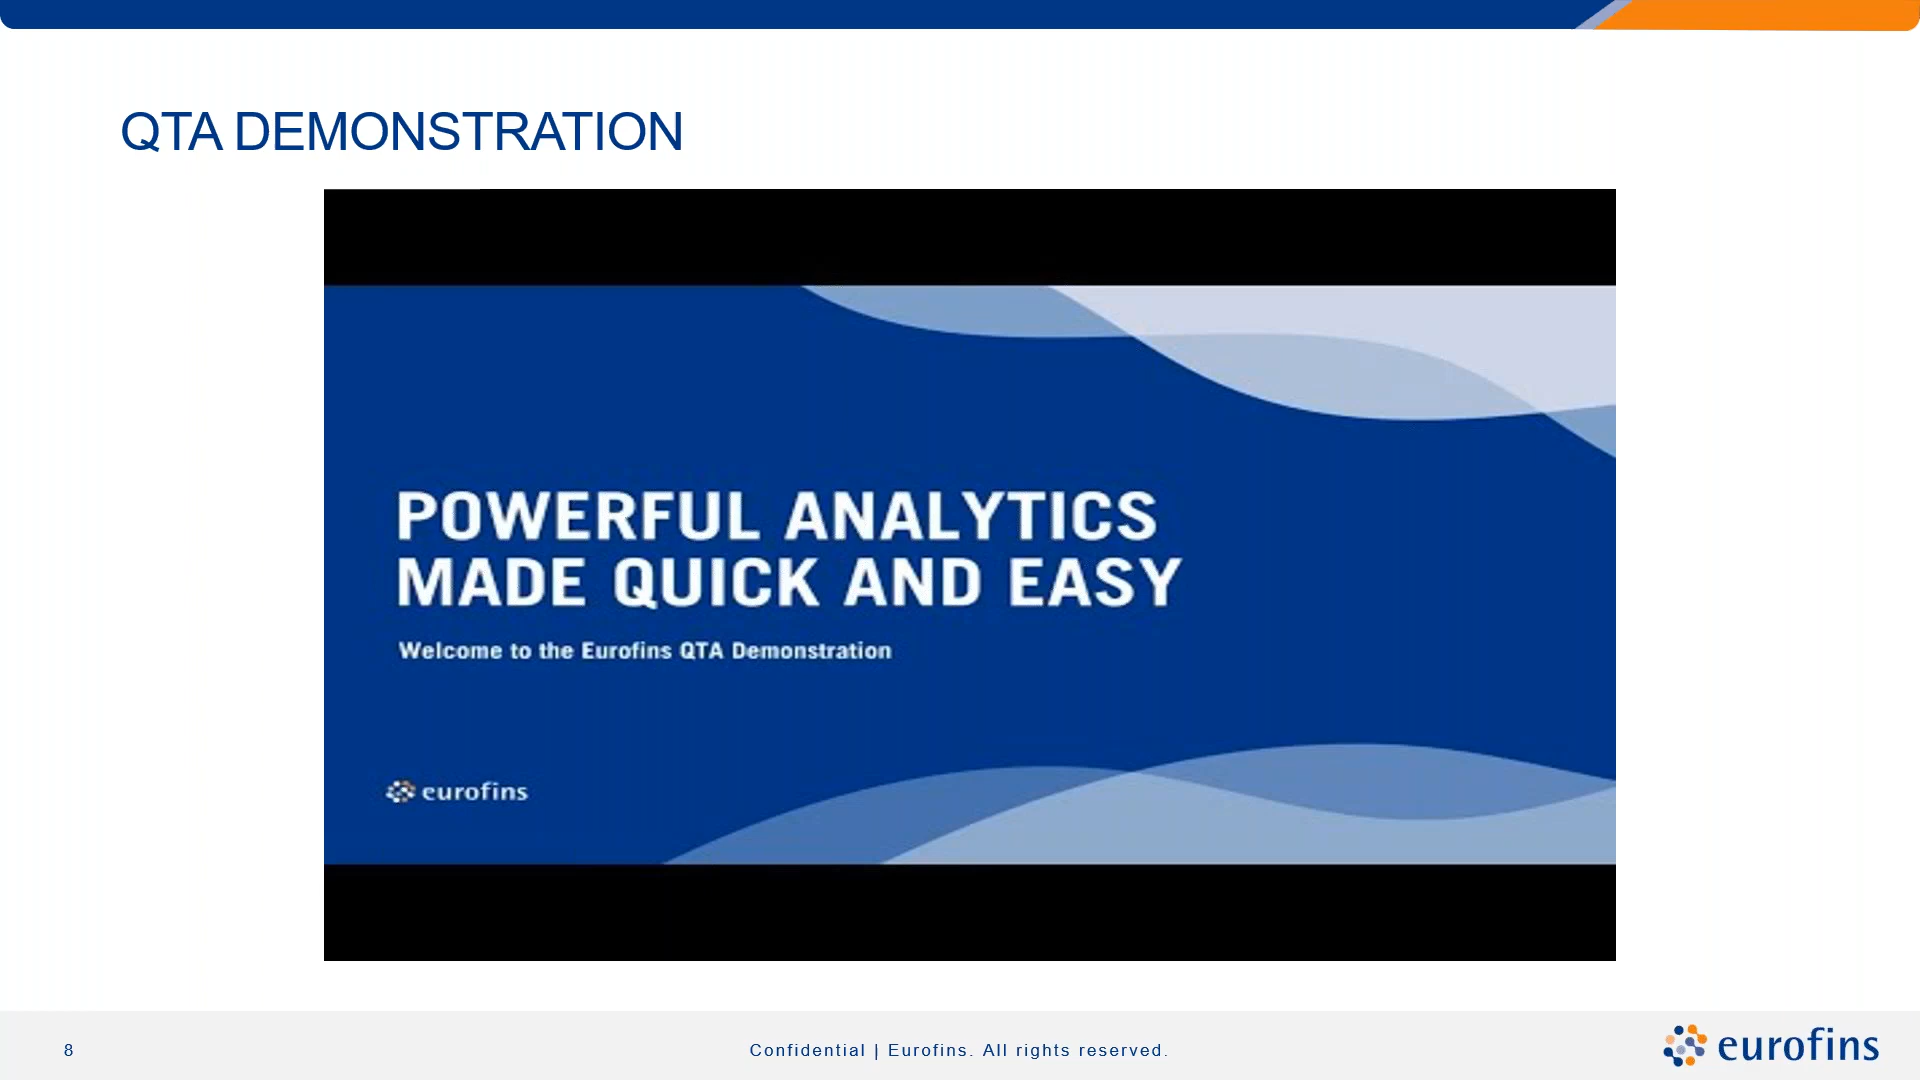 QTA DEMONSTRATION
POWERFUL ANALYTICS
MADE QUICK AND EASY
Welcome to the Eurofins QTA Demonstration
eurofins
8
Confidential | Eurofins. All rights reserved.
eurofins